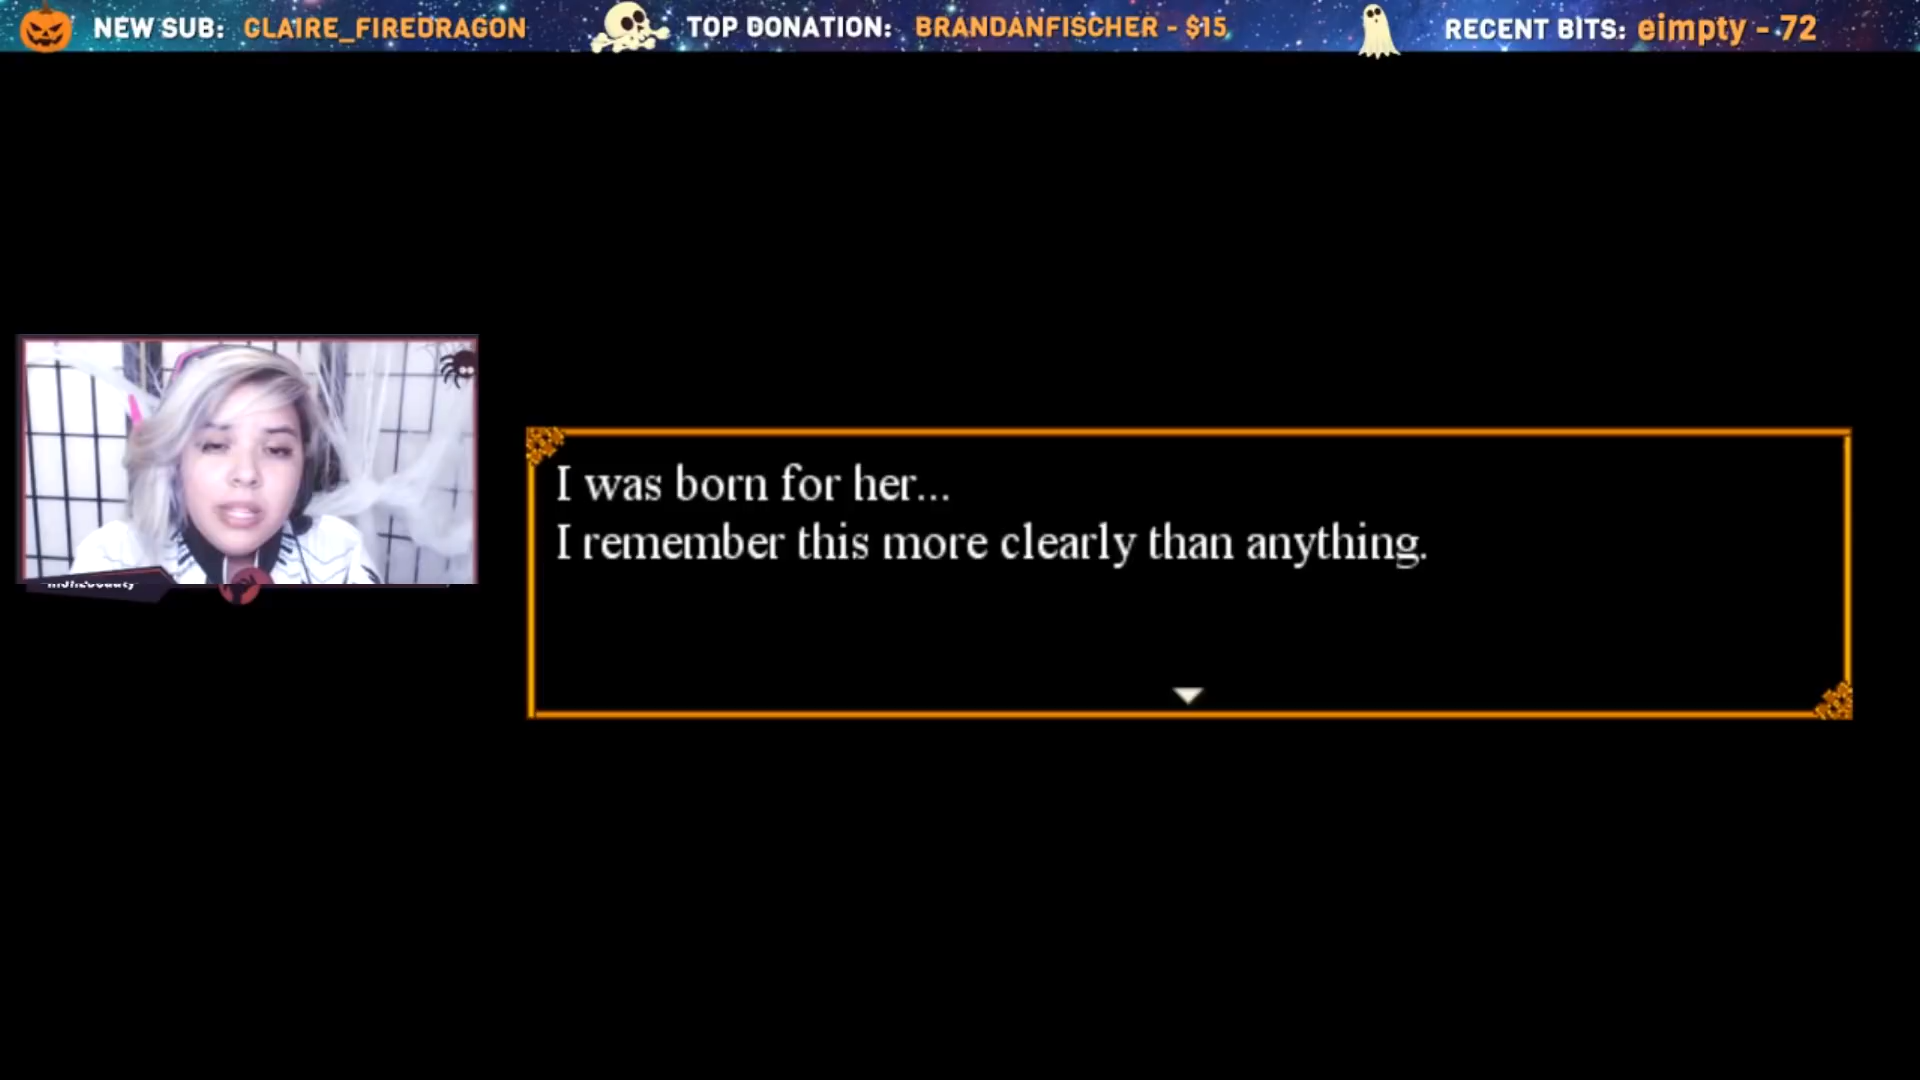 NEW SUB: CLAIRE_FIREDRAGON
TOP DONATION: BRANDANFISCHER - $15
RECENT BITS: eimpty - 72
I was born for her...
I remember this more clearly than anything.